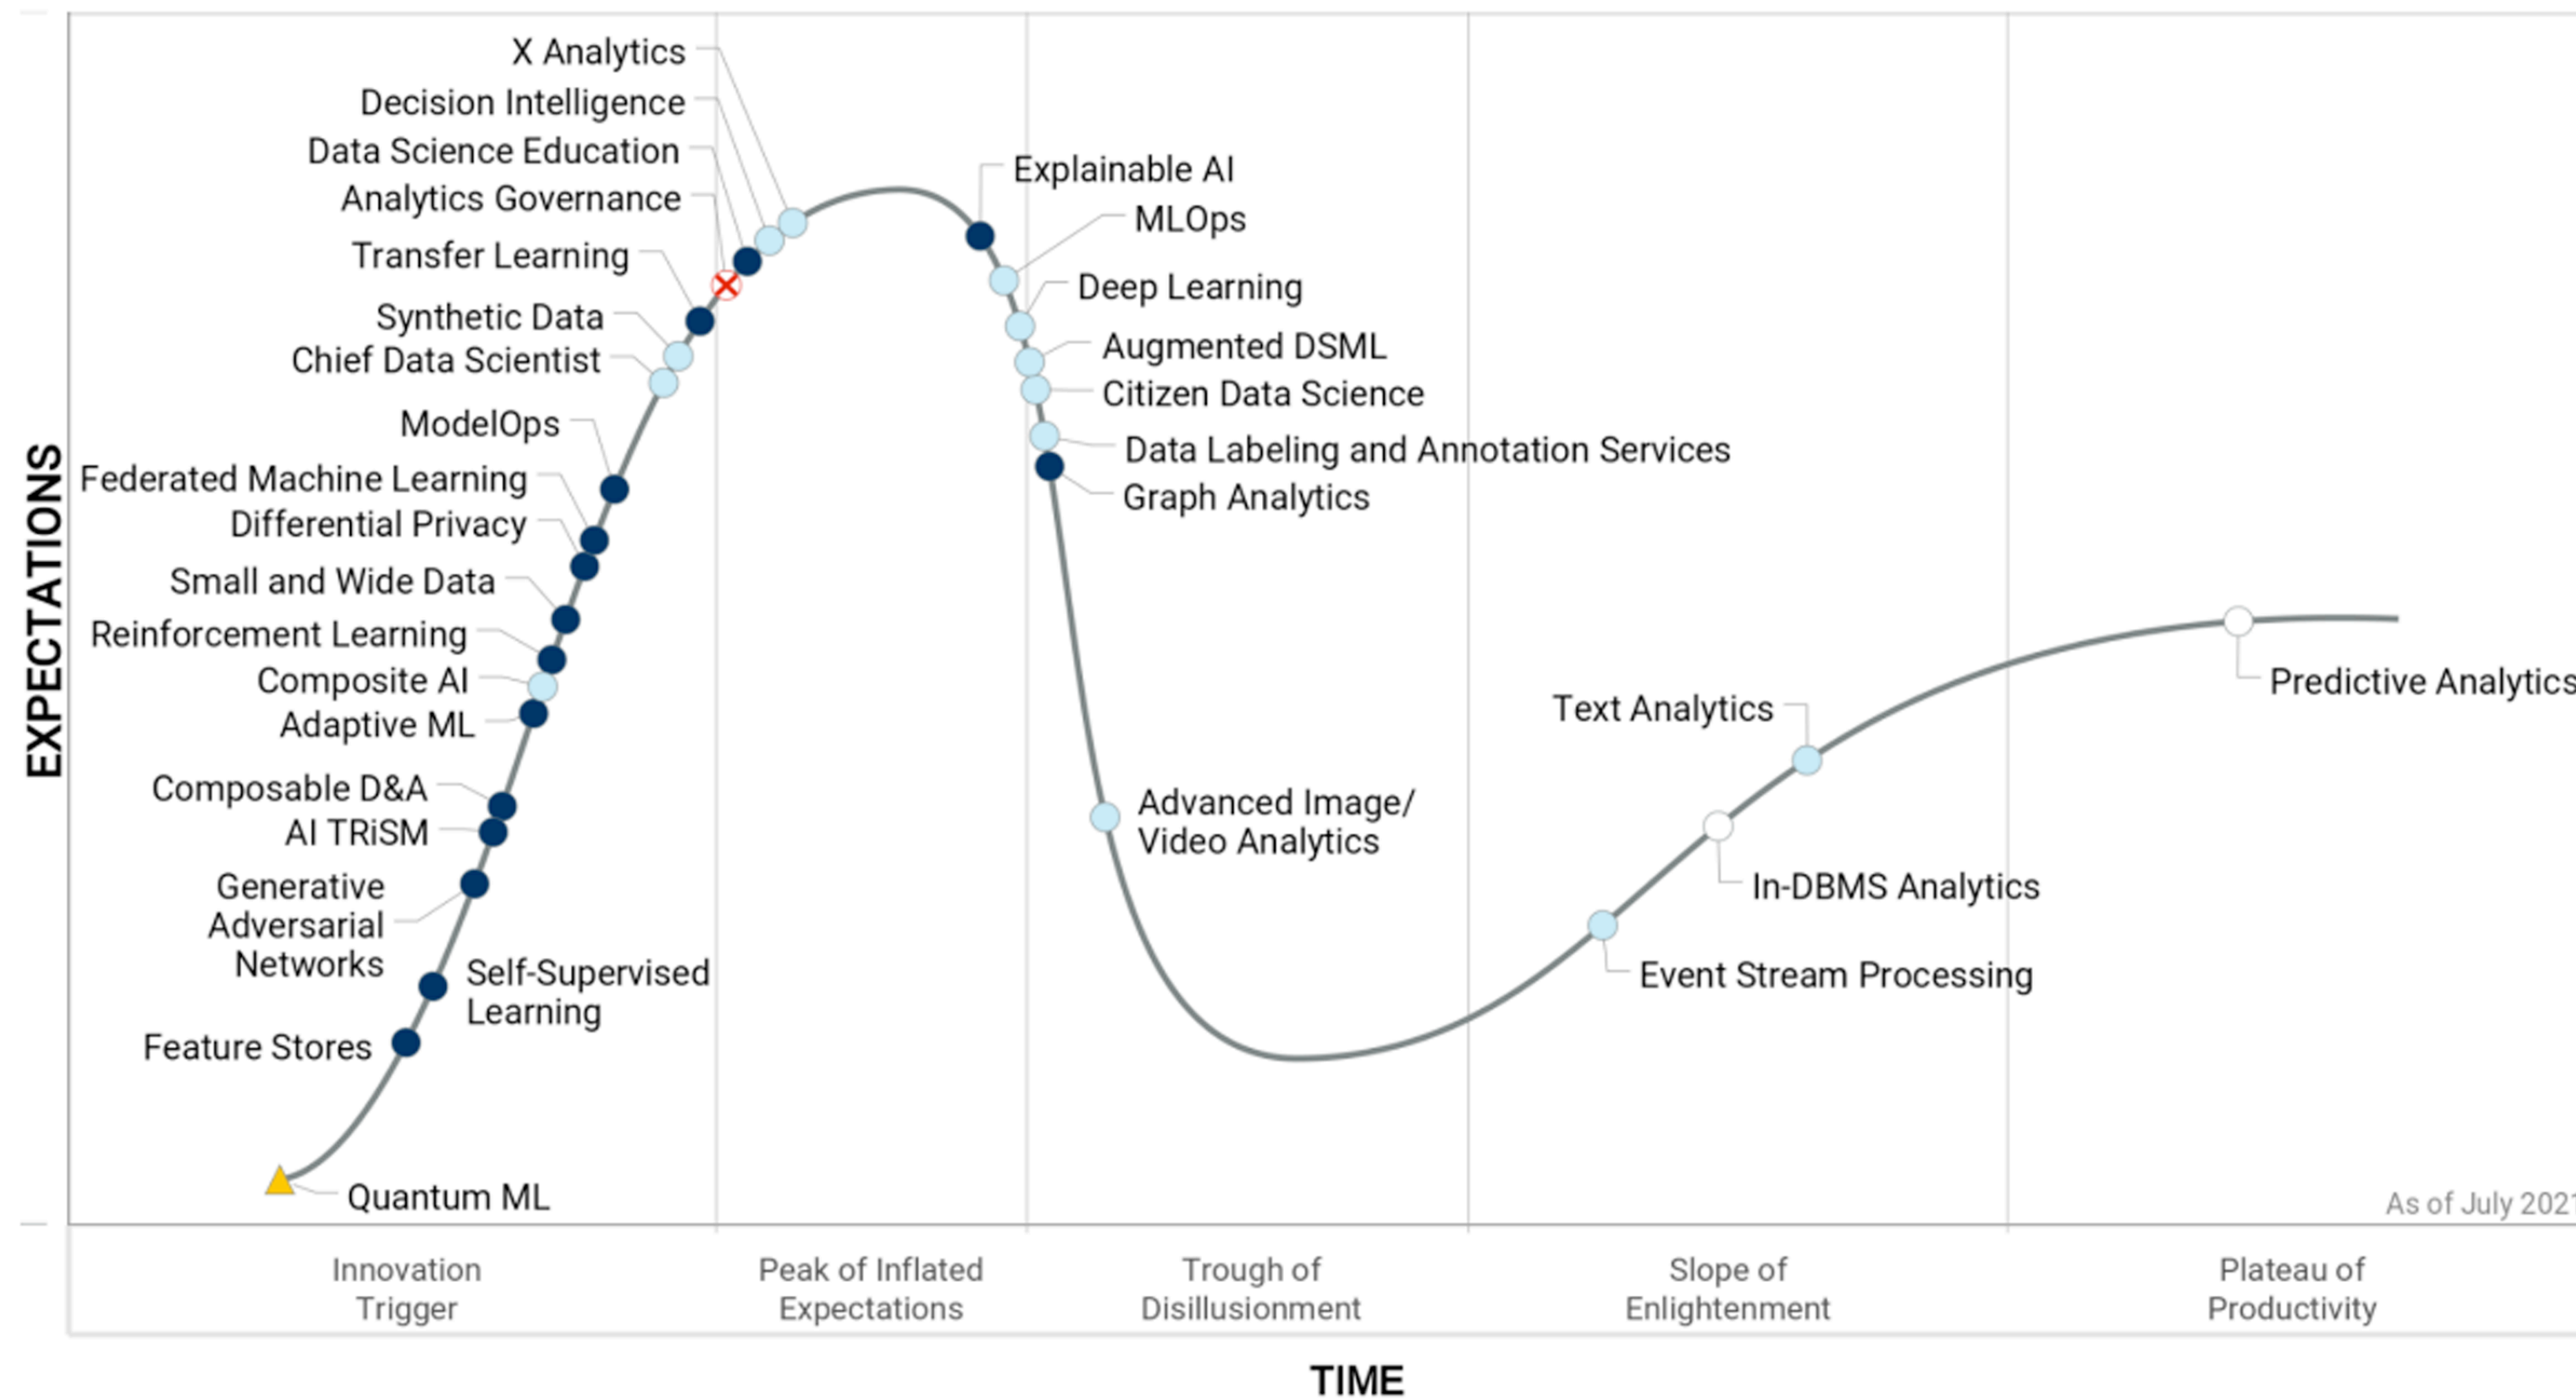 X Analytics
Decision Intelligence
Data Science Education
Analytics Governance
Transfer Learning
Synthetic Data
Chief Data Scientist
ModelOps
Federated Machine Learning
Differential Privacy
Small and Wide Data
Reinforcement Learning
Composite AI
Adaptive ML
Composable D&A
AI TRiSM
Generative
Adversarial
Networks
Self-Supervised
Learning
Feature Stores
Quantum ML
Explainable AI
MLOps
Deep Learning
Augmented DSML
Citizen Data Science
Data Labeling and Annotation Services
Graph Analytics
Advanced Image/
Video Analytics
Text Analytics
In-DBMS Analytics
Event Stream Processing
Predictive Analytics
As of July 2021
EXPECTATIONS
Innovation
Trigger
Peak of Inflated
Expectations
Trough of
Disillusionment
Slope of
Enlightenment
Plateau of
Productivity
TIME